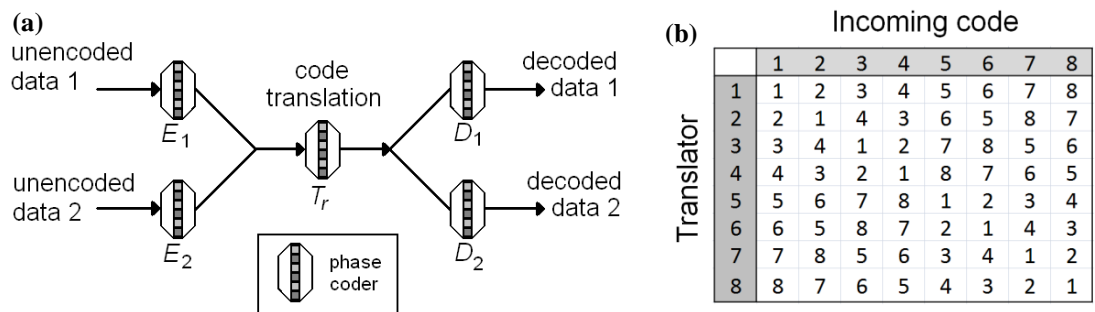 (a)
unencoded
data 1
E1
unencoded
data 2
E2
code
translation
Tr
decoded
data 1
D1
decoded
data 2
D2
phase
coder
(b)
Incoming code
Translator
1 2 3 4 5 6 7 8
1 1 2 3 4 5 6 7 8
2 2 1 4 3 6 5 8 7
3 3 4 1 2 7 8 5 6
4 4 3 2 1 8 7 6 5
5 5 6 7 8 1 2 3 4
6 6 5 8 7 2 1 4 3
7 7 8 5 6 3 4 1 2
8 8 7 6 5 4 3 2 1